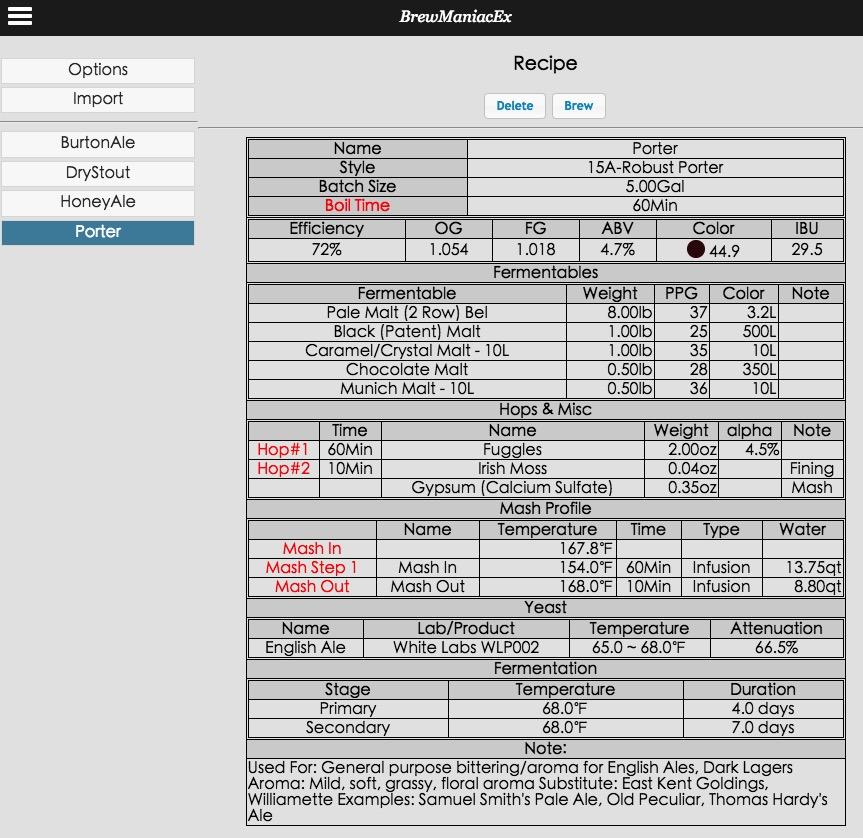 BrewManiacEx
Options
Import
BurtonAle
DryStout
HoneyAle
Porter
Recipe
Delete Brew
Name Porter
Style 15A-Robust Porter
Batch Size 5.00Gal
Boil Time 60Min
Efficiency OG FG ABV Color IBU
72% 1.054 1.018 4.7% 44.9 29.5
Fermentables
Fermentable Weight PPG Color Note
Pale Malt (2 Row) Bel 8.00lb 37 3.2L
Black (Patent) Malt 1.00lb 25 500L
Caramel/Crystal Malt - 10L 1.00lb 35 10L
Chocolate Malt 0.50lb 28 350L
Munich Malt - 10L 0.50lb 36 10L
Hops & Misc
Time Name Weight alpha Note
Hop#1 60Min Fuggles 2.00oz 4.5%
Hop#2 10Min Irish Moss 0.04oz Fining
Gypsum (Calcium Sulfate) 0.35oz Mash
Mash Profile
Name Temperature Time Type Water
Mash In 167.8°F
Mash Step 1 Mash In 154.0°F 60Min Infusion 13.75qt
Mash Out Mash Out 168.0°F 10Min Infusion 8.80qt
Yeast
Name Lab/Product Temperature Attenuation
English Ale White Labs WLP002 65.0 ~ 68.0°F 66.5%
Fermentation
Stage Temperature Duration
Primary 68.0°F 4.0 days
Secondary 68.0°F 7.0 days
Note:
Used For: General purpose bittering/aroma for English Ales, Dark Lagers
Aroma: Mild, soft, grassy, floral aroma Substitute: East Kent Goldings,
Williamette Examples: Samuel Smith's Pale Ale, Old Peculiar, Thomas Hardy's
Ale